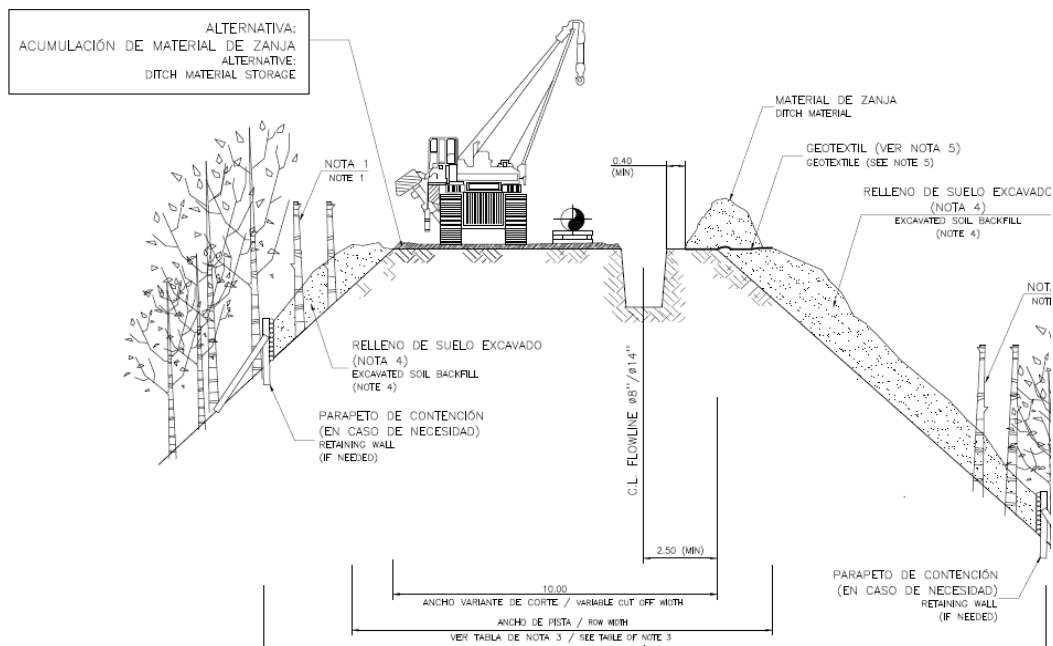 ALTERNATIVA:
ACUMULACIÓN DE MATERIAL DE ZANJA
ALTERNATIVE:
DITCH MATERIAL STORAGE
MATERIAL DE ZANJA
DITCH MATERIAL
GEOTEXTIL (VER NOTA 5)
GEOTEXTILE (SEE NOTE 5)
0.40
(MIN)
NOTA 1
NOTE 1
RELLENO DE SUELO EXCAVADO
(NOTA 4)
EXCAVATED SOIL BACKFILL
(NOTE 4)
NOTA
NOTE
RELLENO DE SUELO EXCAVADO
(NOTA 4)
EXCAVATED SOIL BACKFILL
(NOTE 4)
PARAPETO DE CONTENCIÓN
(EN CASO DE NECESIDAD)
RETAINING WALL
(IF NEEDED)
C.L. FLOWLINE ø8"/ø14"
2.50 (MIN)
PARAPETO DE CONTENCIÓN
(EN CASO DE NECESIDAD)
RETAINING WALL
(IF NEEDED)
10.00
ANCHO VARIANTE DE CORTE / VARIABLE CUT OFF WIDTH
ANCHO DE PISTA / ROW WIDTH
VER TABLA DE NOTA 3 / SEE TABLE OF NOTE 3